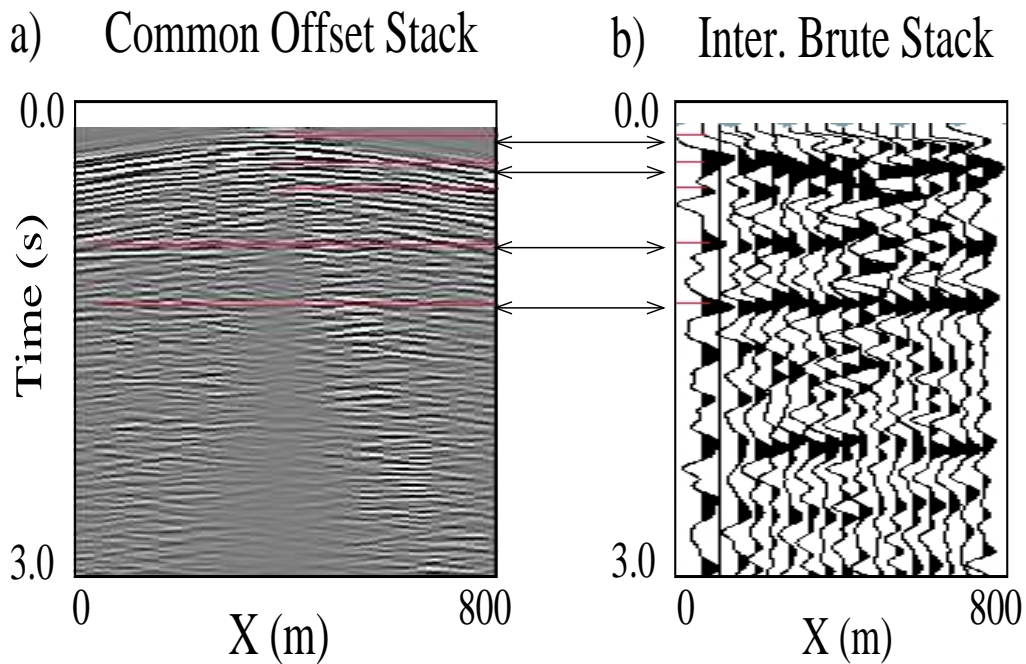 a) Common Offset Stack
b) Inter. Brute Stack
0.0
0.0
Time (s)
3.0
3.0
0
800
0
800
X (m)
X (m)